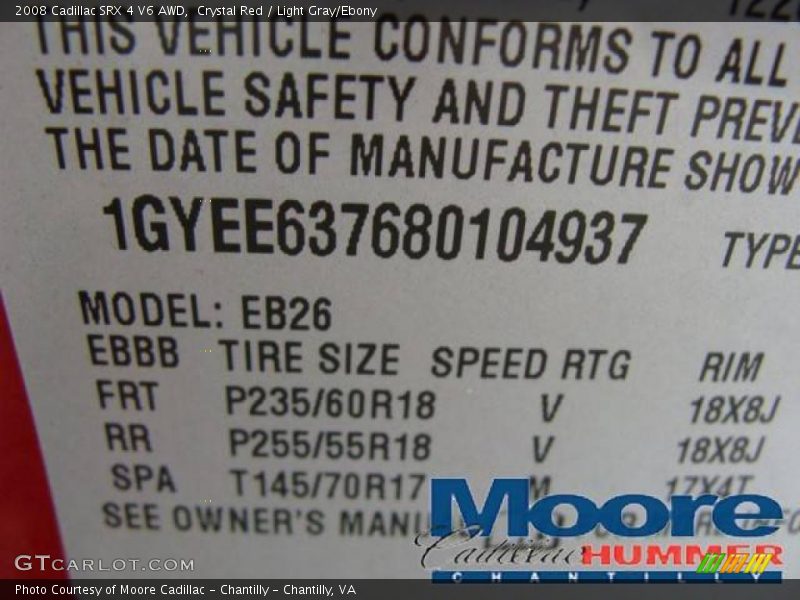 2008 Cadillac SRX 4 V6 AWD, Crystal Red / Light Gray/Ebony
THIS VEHICLE CONFORMS TO ALL
VEHICLE SAFETY AND THEFT PREVE
THE DATE OF MANUFACTURE SHOW
1GYEE637680104937 TYPE
MODEL: EB26
EBBB TIRE SIZE SPEED RTG RIM
FRT P235/60R18 V 18X8J
RR P255/55R18 V 18X8J
SPA T145/70R17 M 17X4T
SEE OWNER'S MANU
Moore
Cadillac HUMMER
CHANTILLY
GTCARLOT.COM
Photo Courtesy of Moore Cadillac - Chantilly - Chantilly, VA